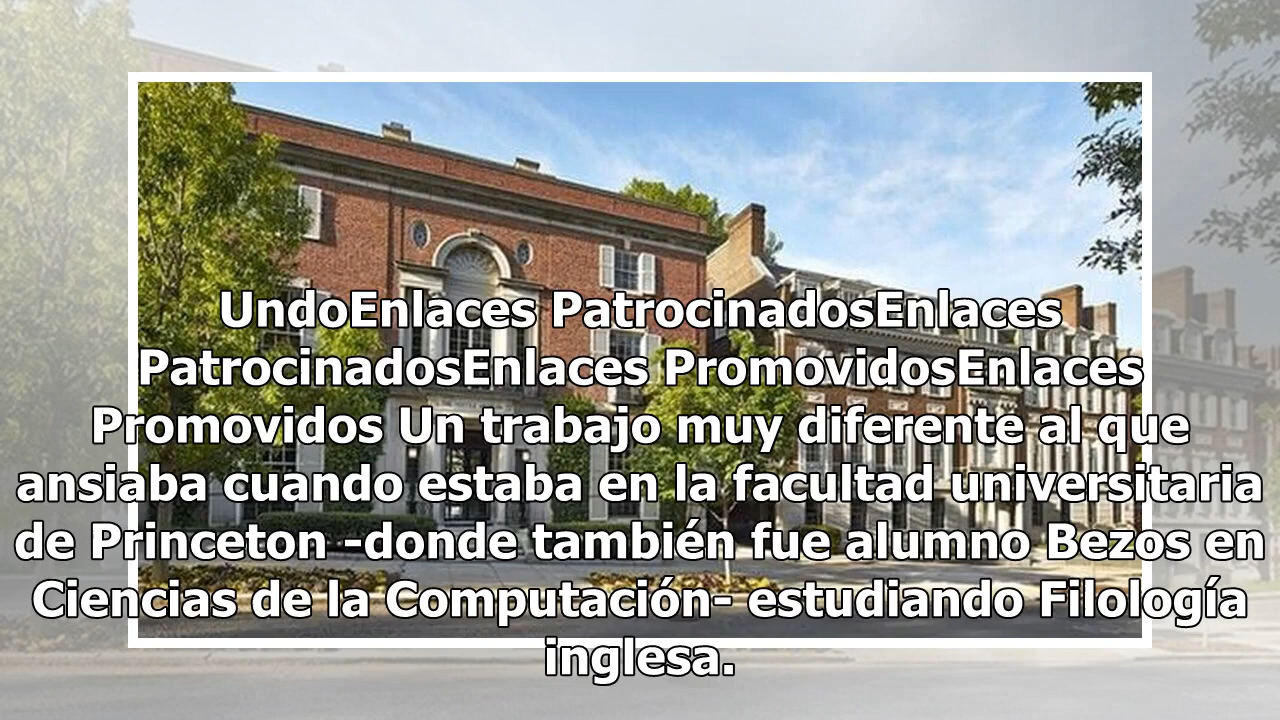 UndoEnlaces PatrocinadosEnlaces
PatrocinadosEnlaces PromovidosEnlaces
Promovidos Un trabajo muy diferente al que
ansiaba cuando estaba en la facultad universitaria
de Princeton -donde también fue alumno Bezos en
Ciencias de la Computación- estudiando Filología
inglesa.